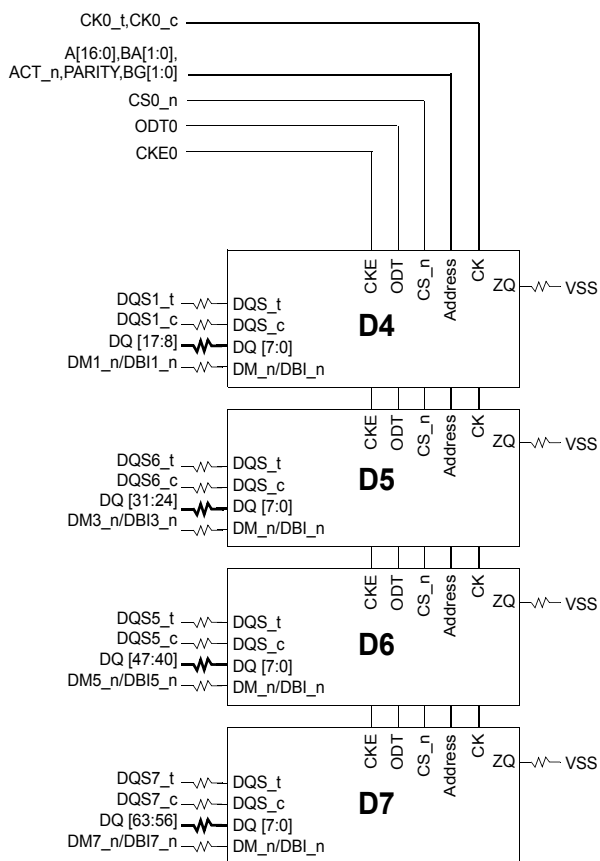 CK0_t,CK0_c
A[16:0],BA[1:0],
ACT_n,PARITY,BG[1:0]
CS0_n
ODT0
CKE0
CKE
ODT
CS_n
Address
CK
ZQ
VSS
D4
DQS1_t
DQS_t
DQS1_c
DQS_c
DQ [17:8]
DQ [7:0]
DM1_n/DBI1_n
DM_n/DBI_n
CKE
ODT
CS_n
Address
CK
ZQ
VSS
D5
DQS6_t
DQS_t
DQS6_c
DQS_c
DQ [31:24]
DQ [7:0]
DM3_n/DBI3_n
DM_n/DBI_n
CKE
ODT
CS_n
Address
CK
ZQ
VSS
D6
DQS5_t
DQS_t
DQS5_c
DQS_c
DQ [47:40]
DQ [7:0]
DM5_n/DBI5_n
DM_n/DBI_n
CKE
ODT
CS_n
Address
CK
ZQ
VSS
D7
DQS7_t
DQS_t
DQS7_c
DQS_c
DQ [63:56]
DQ [7:0]
DM7_n/DBI7_n
DM_n/DBI_n